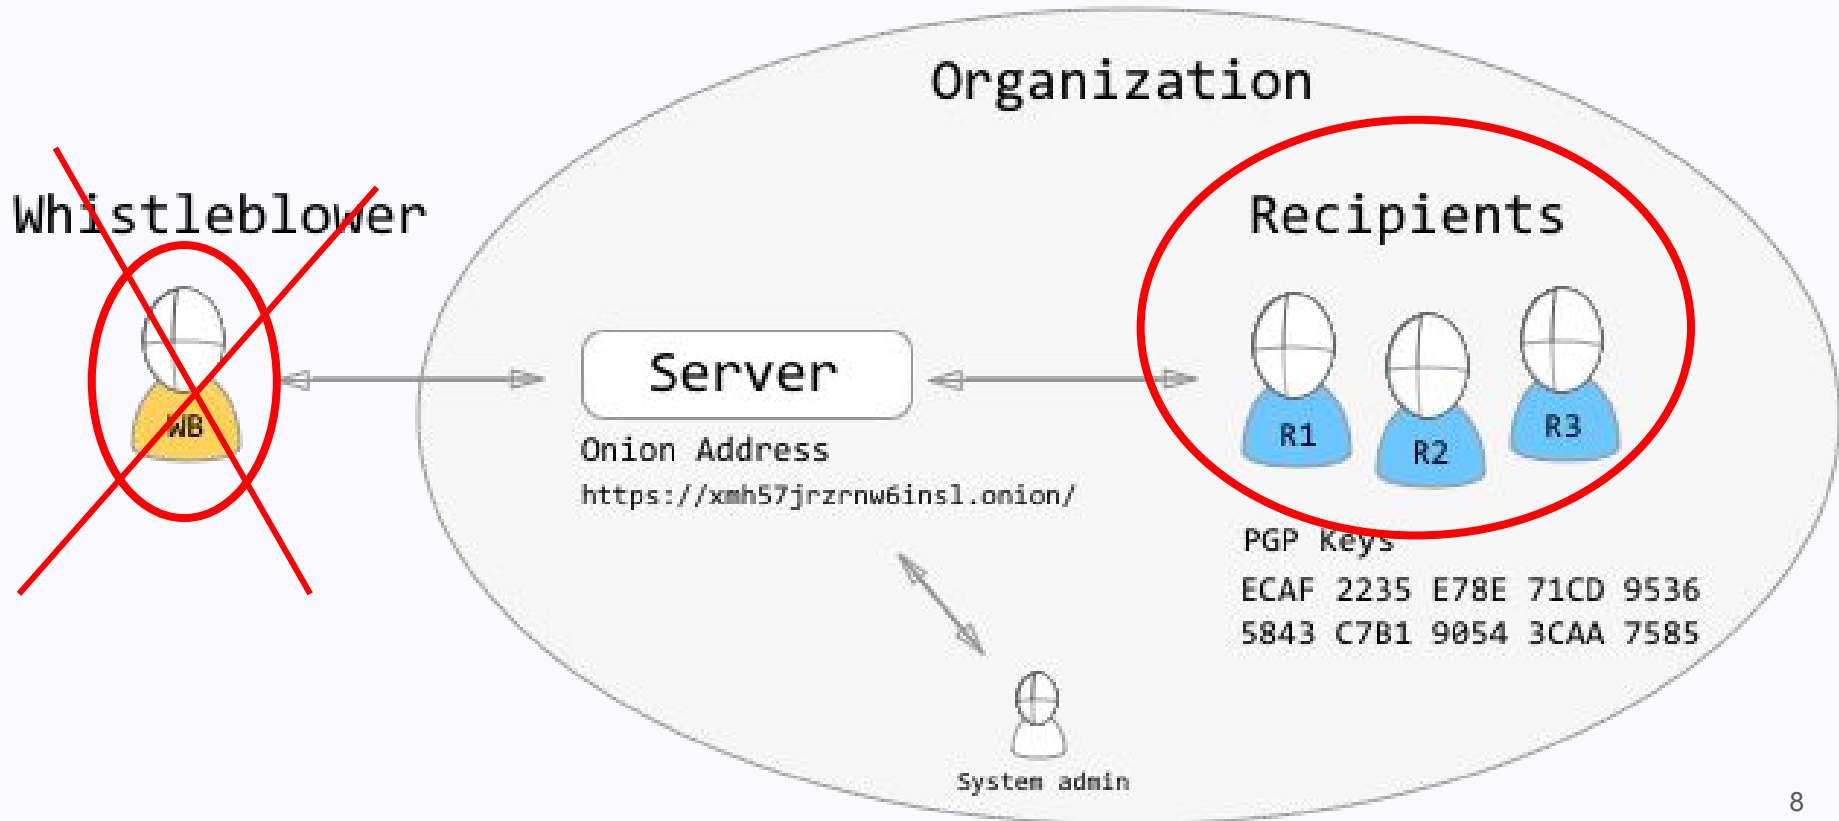 Organization
Whistleblower
Recipients
WB
Server
R1
R2
R3
Onion Address
https://xmh57jrzrnw6insl.onion/
PGP Keys
ECAF 2235 E78E 71CD 9536
5843 C7B1 9054 3CAA 7585
System admin
8